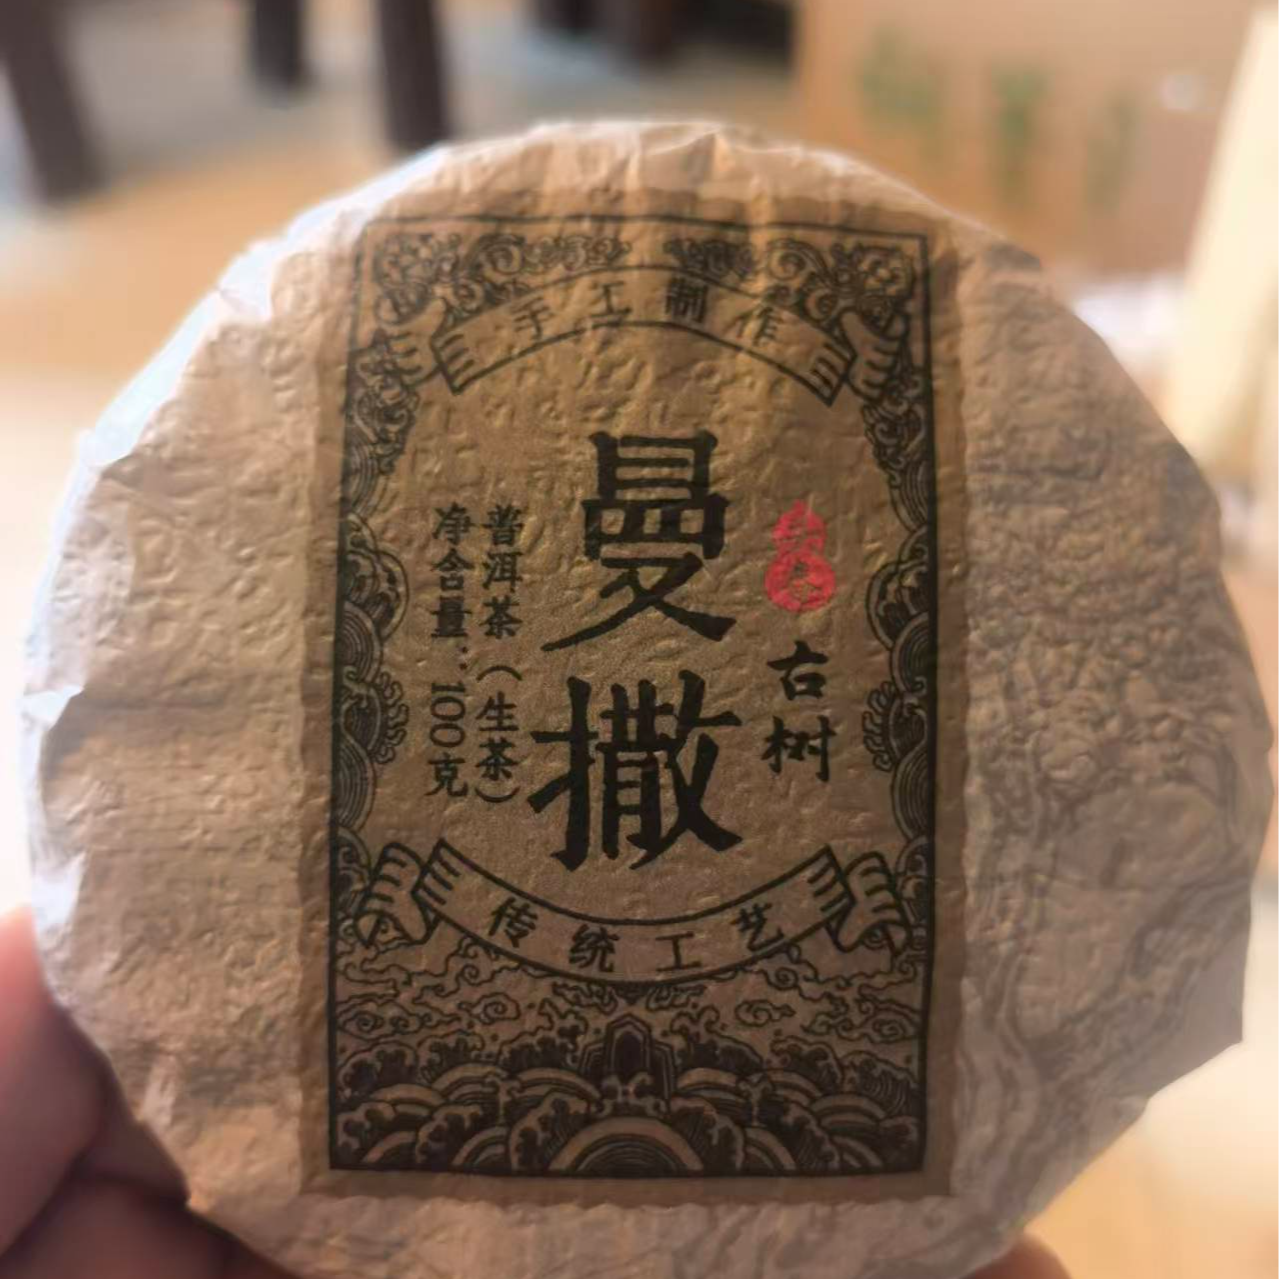 手工制作
古树
曼撒
普洱茶（生茶）
净含量：100克
传统工艺